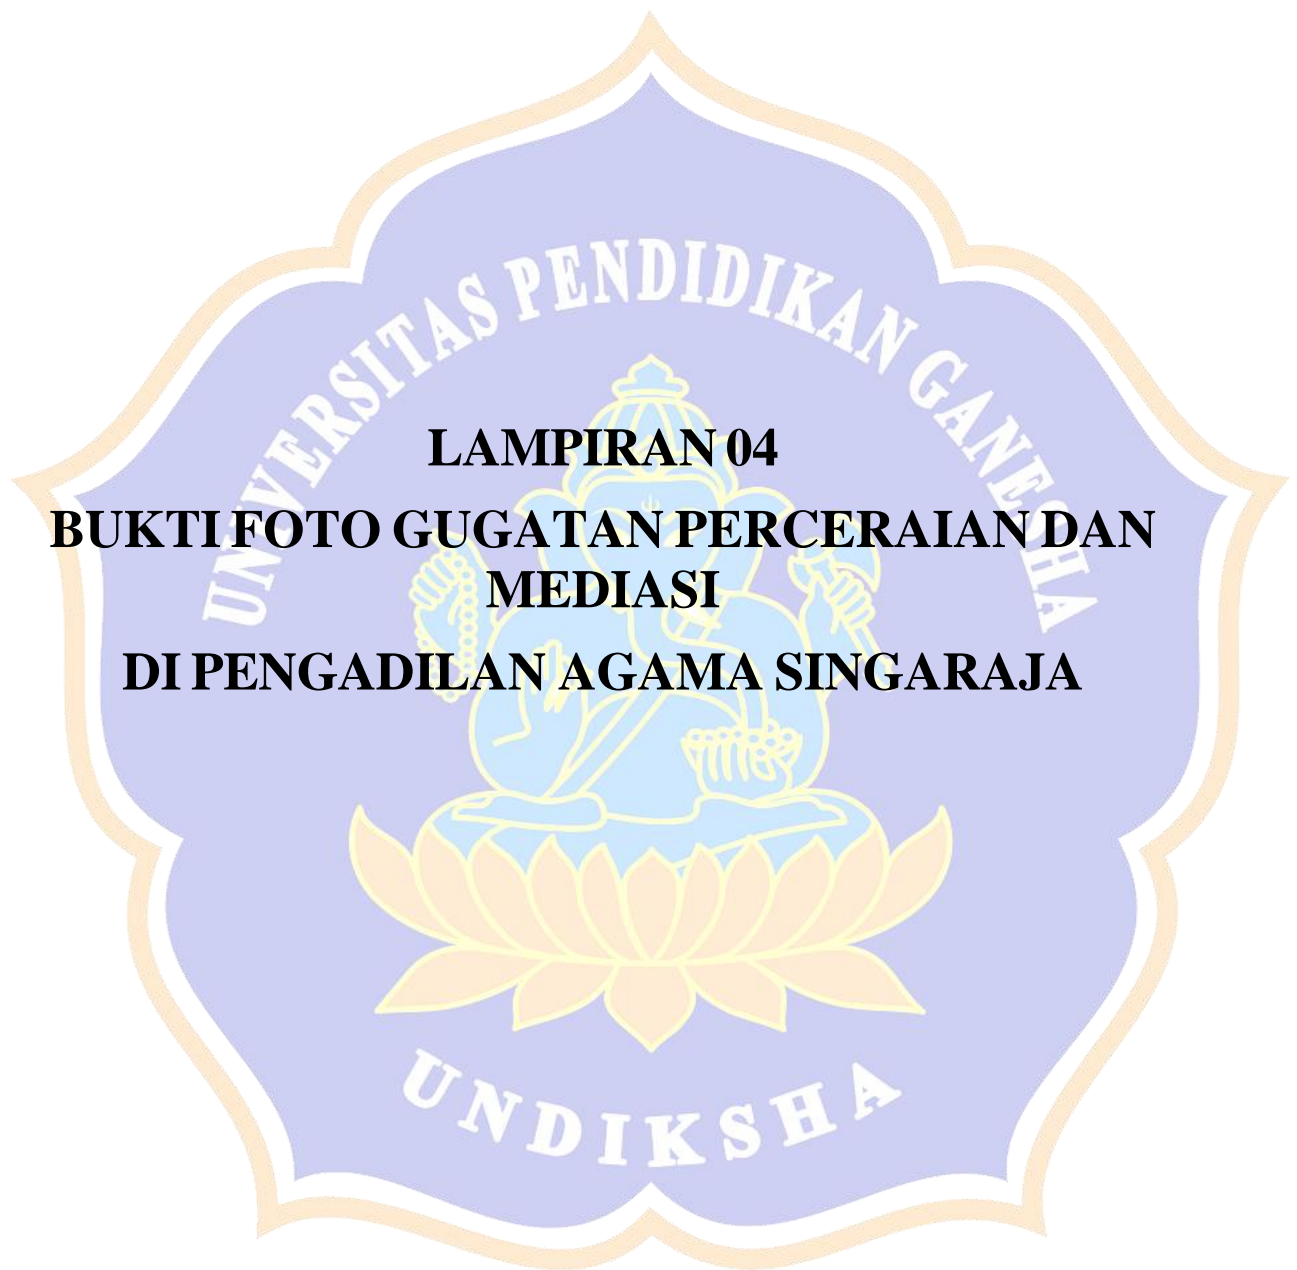 UNIVERSITAS PENDIDIKAN GANESHA
LAMPIRAN 04
BUKTI FOTO GUGATAN PERCERAIAN DAN
MEDIASI
DI PENGADILAN AGAMA SINGARAJA
UNDIKSHA